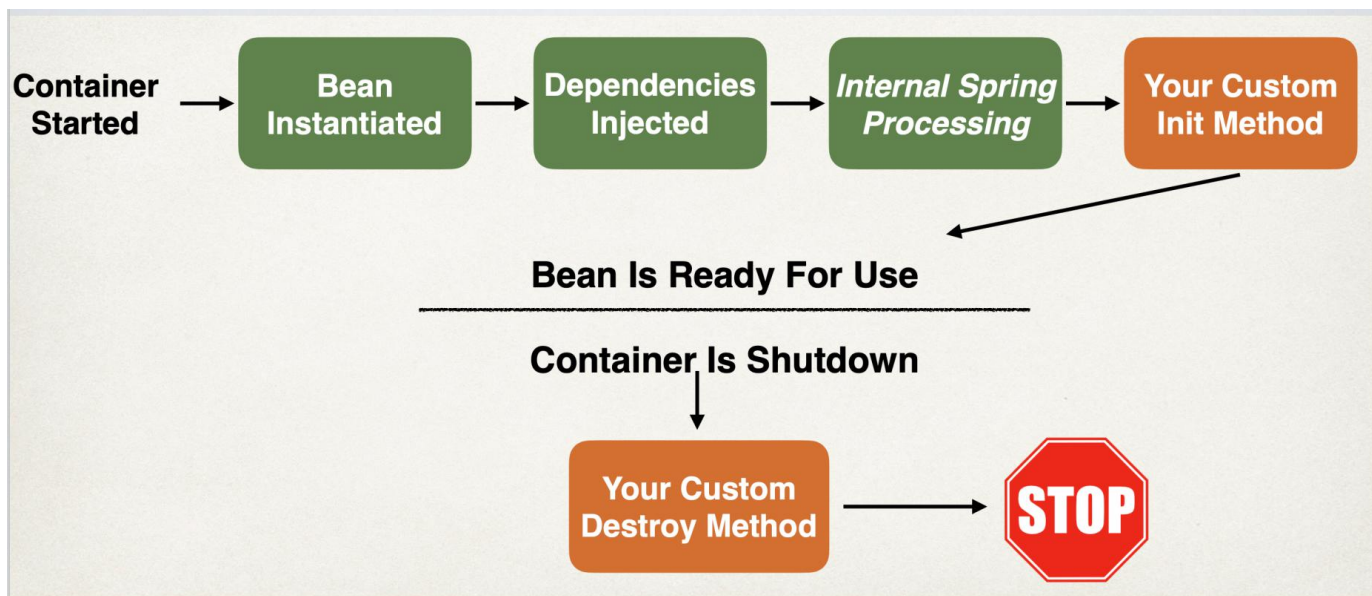 Container
Started
Bean
Instantiated
Dependencies
Injected
Internal Spring
Processing
Your Custom
Init Method
Bean Is Ready For Use
Container Is Shutdown
Your Custom
Destroy Method
STOP